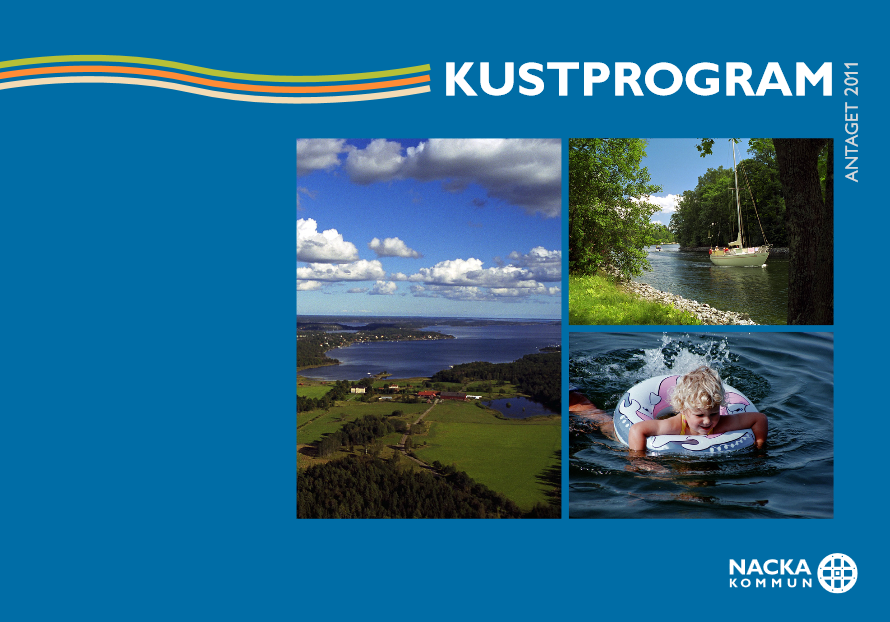 KUSTPROGRAM
ANTAGET 2011
NACKA
KOMMUN